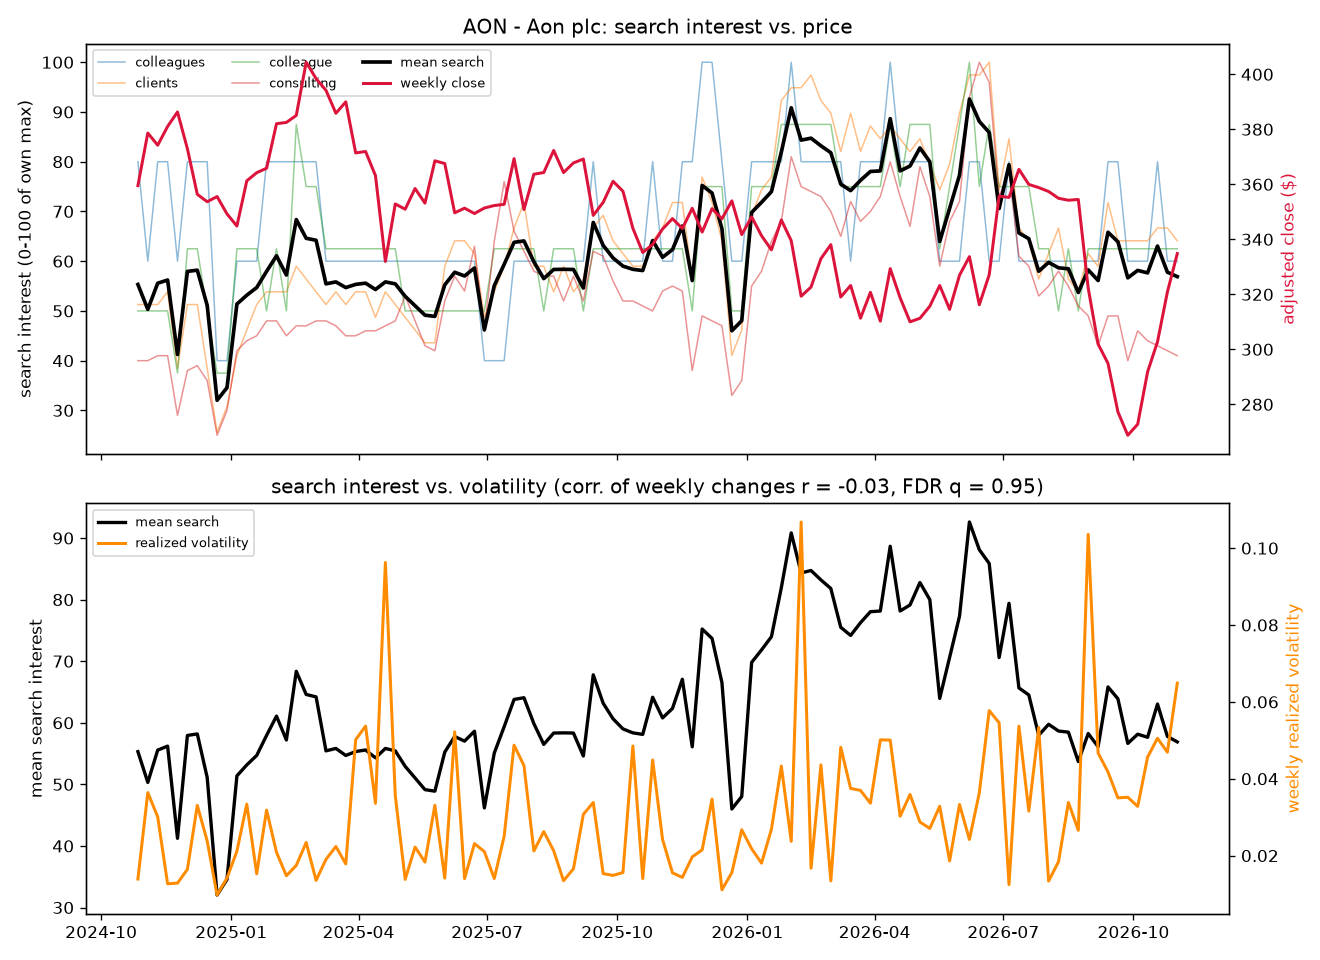 AON - Aon plc: search interest vs. price
colleagues
clients
colleague
consulting
mean search
weekly close
100
90
80
70
60
50
40
30
search interest (0-100 of own max)
400
380
360
340
320
300
280
adjusted close ($)
search interest vs. volatility (corr. of weekly changes r = -0.03, FDR q = 0.95)
mean search
realized volatility
90
80
70
60
50
40
30
mean search interest
0.10
0.08
0.06
0.04
0.02
weekly realized volatility
2024-10
2025-01
2025-04
2025-07
2025-10
2026-01
2026-04
2026-07
2026-10